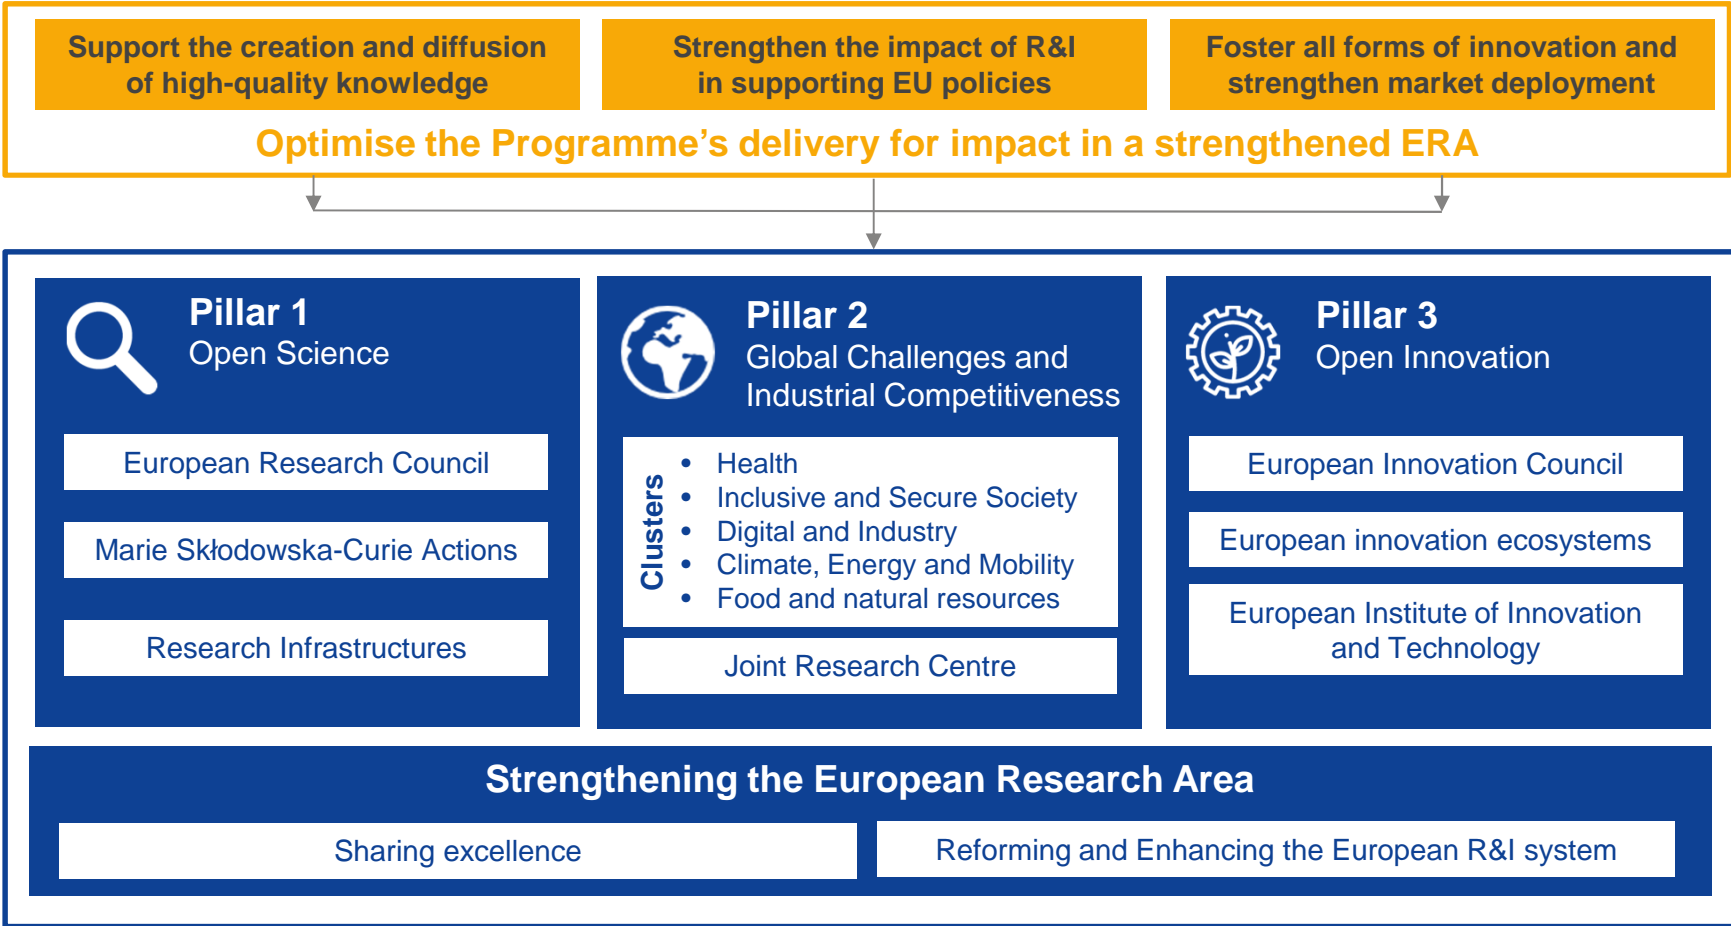 Support the creation and diffusion
of high-quality knowledge
Strengthen the impact of R&I
in supporting EU policies
Foster all forms of innovation and
strengthen market deployment
Optimise the Programme’s delivery for impact in a strengthened ERA
Pillar 1
Open Science
European Research Council
Marie Skłodowska-Curie Actions
Research Infrastructures
Pillar 2
Global Challenges and
Industrial Competitiveness
Clusters
• Health
• Inclusive and Secure Society
• Digital and Industry
• Climate, Energy and Mobility
• Food and natural resources
Joint Research Centre
Pillar 3
Open Innovation
European Innovation Council
European innovation ecosystems
European Institute of Innovation
and Technology
Strengthening the European Research Area
Sharing excellence
Reforming and Enhancing the European R&I system